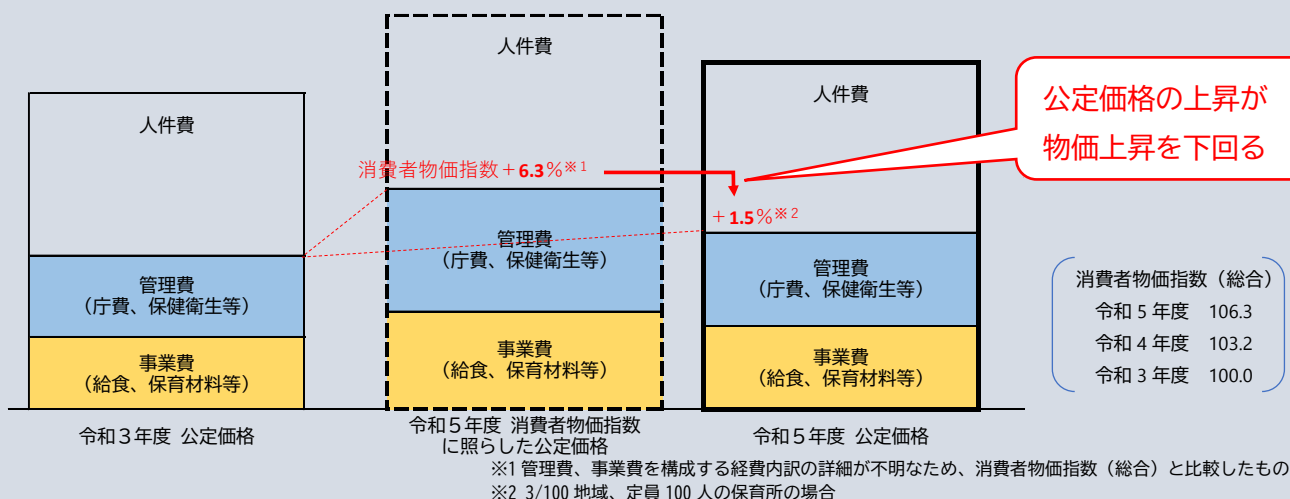 人件費
管理費
（庁費、保健衛生等）
事業費
（給食、保育材料等）
令和３年度 公定価格
人件費
消費者物価指数＋6.3%※1
管理費
（庁費、保健衛生等）
事業費
（給食、保育材料等）
令和５年度 消費者物価指数
に照らした公定価格
人件費
＋1.5%※2
管理費
（庁費、保健衛生等）
事業費
（給食、保育材料等）
令和５年度 公定価格
公定価格の上昇が
物価上昇を下回る
消費者物価指数（総合）
令和 5 年度 106.3
令和 4 年度 103.2
令和 3 年度 100.0
※1 管理費、事業費を構成する経費内訳の詳細が不明なため、消費者物価指数（総合）と比較したもの
※2 3/100 地域、定員 100 人の保育所の場合